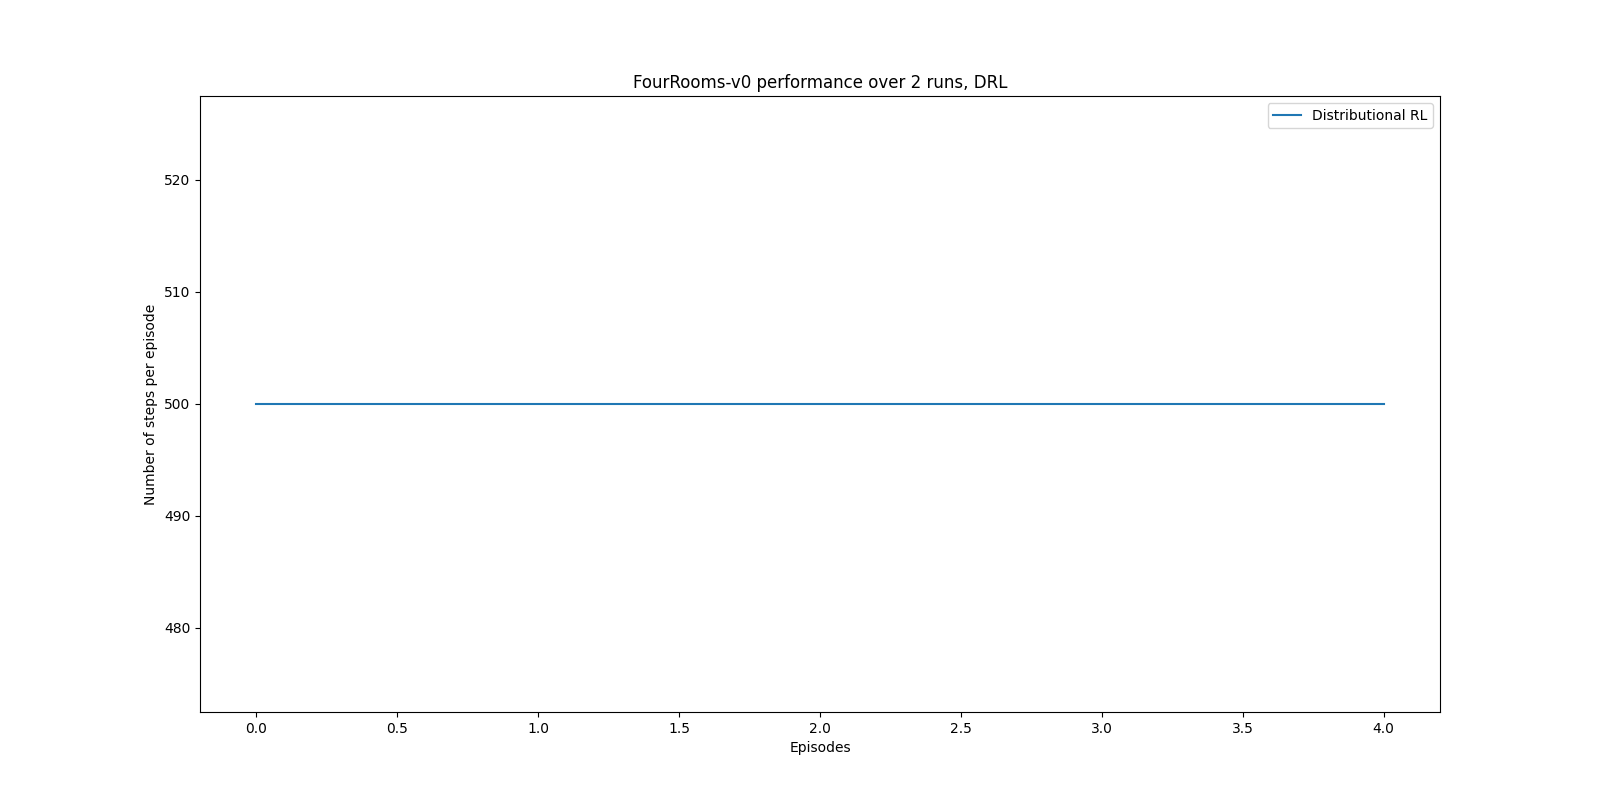 FourRooms-v0 performance over 2 runs, DRL
Distributional RL
Number of steps per episode
520
510
500
490
480
0.0 0.5 1.0 1.5 2.0 2.5 3.0 3.5 4.0
Episodes